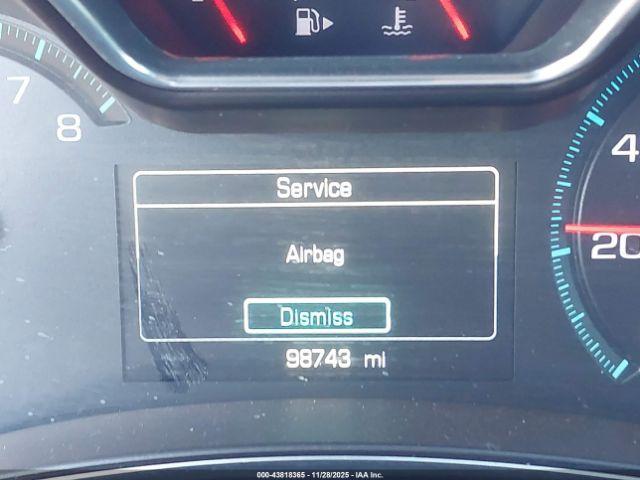 7
8
4
20
Service
Airbag
Dismiss
98743 mi
000-43818365 - 11/28/2025 - IAA Inc.